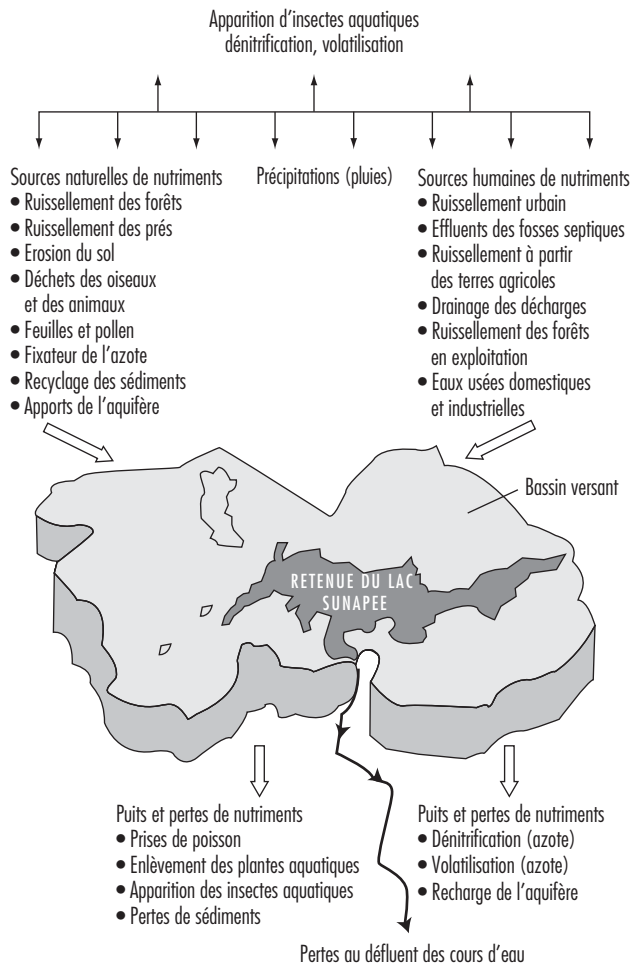 Apparition d'insectes aquatiques
dénitrification, volatilisation
Sources naturelles de nutriments
• Ruissellement des forêts
• Ruissellement des prés
• Erosion du sol
• Déchets des oiseaux
et des animaux
• Feuilles et pollen
• Fixateur de l'azote
• Recyclage des sédiments
• Apports de l'aquifère
Précipitations (pluies)
Sources humaines de nutriments
• Ruissellement urbain
• Effluents des fosses septiques
• Ruissellement à partir
des terres agricoles
• Drainage des décharges
• Ruissellement des forêts
en exploitation
• Eaux usées domestiques
et industrielles
Bassin versant
RETENUE DU LAC
SUNAPEE
Puits et pertes de nutriments
• Prises de poisson
• Enlèvement des plantes aquatiques
• Apparition des insectes aquatiques
• Pertes de sédiments
Puits et pertes de nutriments
• Dénitrification (azote)
• Volatilisation (azote)
• Recharge de l'aquifère
Pertes au défluent des cours d'eau